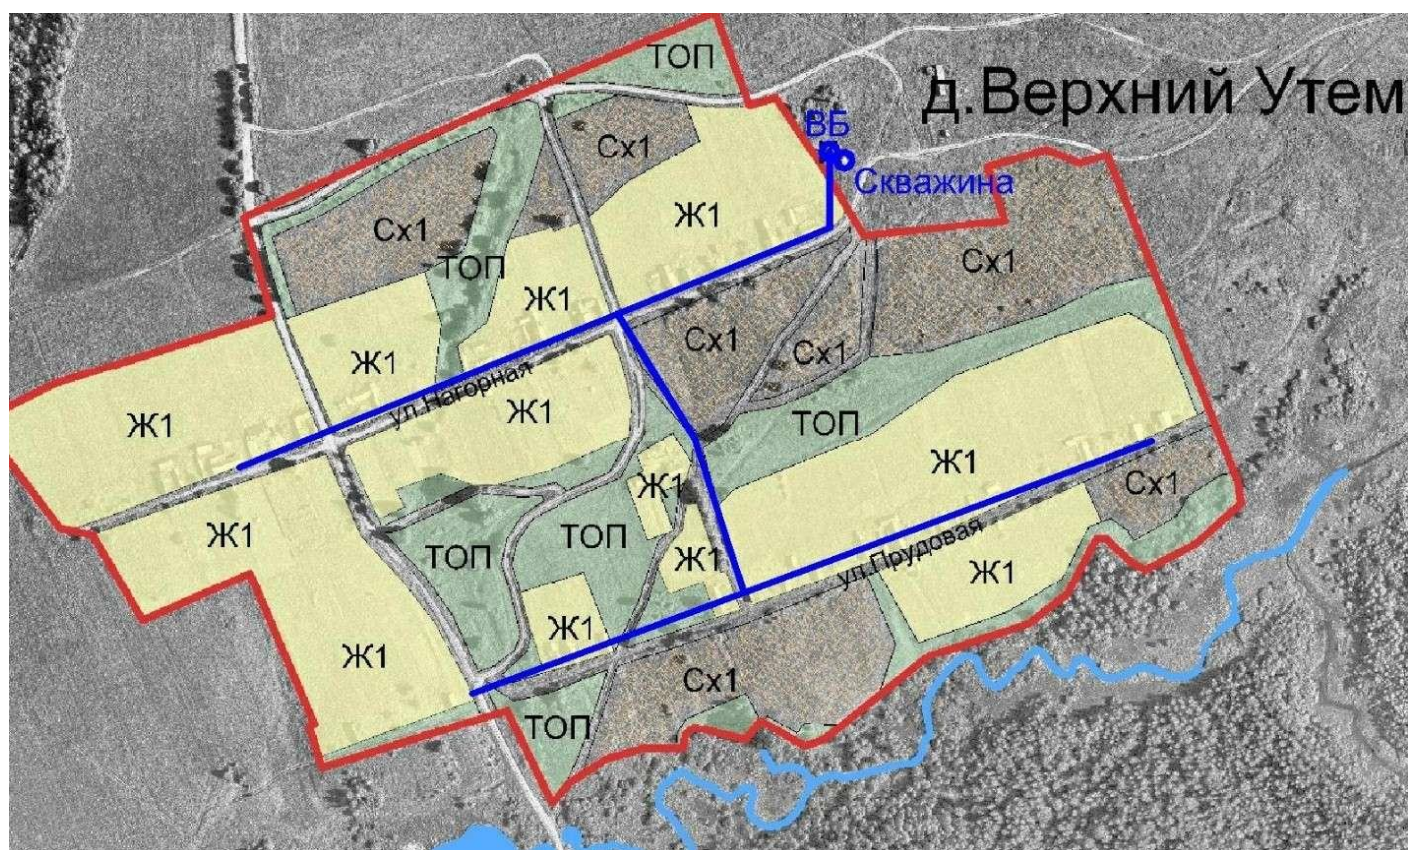 ТОП
д.Верхний Утем
ВБ
Сх1
Скважина
Сх1
Ж1
ТОП
Сх1
Ж1
Сх1
Сх1
Ж1
ул.Нагорная
Ж1
Ж1
ТОП
Ж1
Ж1
Сх1
Ж1
ТОП
ТОП
Ж1
ул.Прудовая
Ж1
Ж1
Ж1
Сх1
ТОП